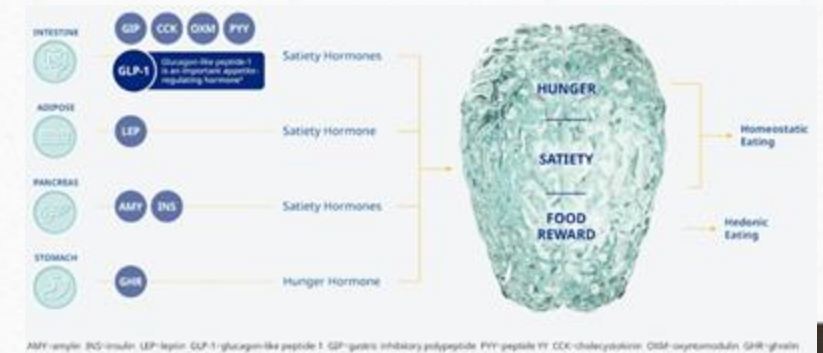 INTESTINE
GIP CCK OXM PYY
GLP-1
Glucagon-like peptide-1
is an important appetite-
regulating hormone
Satiety Hormones
ADIPOSE
LEP
Satiety Hormone
PANCREAS
AMY INS
Satiety Hormones
STOMACH
GHR
Hunger Hormone
HUNGER
SATIETY
FOOD
REWARD
Homeostatic
Eating
Hedonic
Eating
AMY=amylin INS=insulin LEP=leptin GLP-1=glucagon-like peptide 1 GIP=gastric inhibitory polypeptide PYY=peptide YY CCK=cholecystokinin OXM=oxyntomodulin GHR=ghrelin